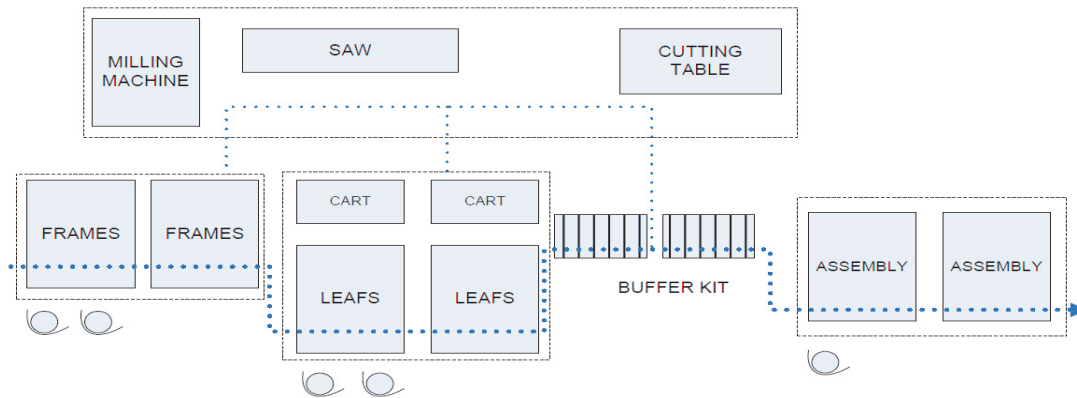 MILLING
MACHINE
SAW
CUTTING
TABLE
FRAMES
FRAMES
CART
CART
LEAFS
LEAFS
BUFFER KIT
ASSEMBLY
ASSEMBLY